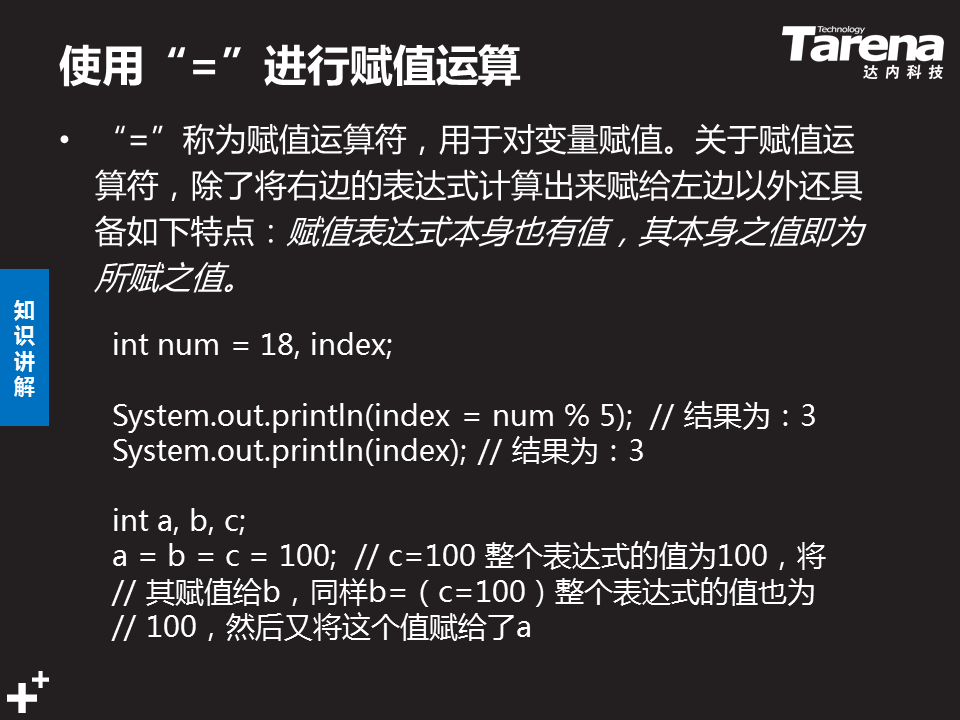 使用“=”进行赋值运算
Technology
Tarena
达内科技
• “=”称为赋值运算符，用于对变量赋值。关于赋值运
算符，除了将右边的表达式计算出来赋给左边以外还具
备如下特点：赋值表达式本身也有值，其本身之值即为
所赋之值。
知
识
讲
解
int num = 18, index;
System.out.println(index = num % 5);  // 结果为：3
System.out.println(index); // 结果为：3
int a, b, c;
a = b = c = 100;  // c=100 整个表达式的值为100，将
// 其赋值给b，同样b=（c=100）整个表达式的值也为
// 100，然后又将这个值赋给了a